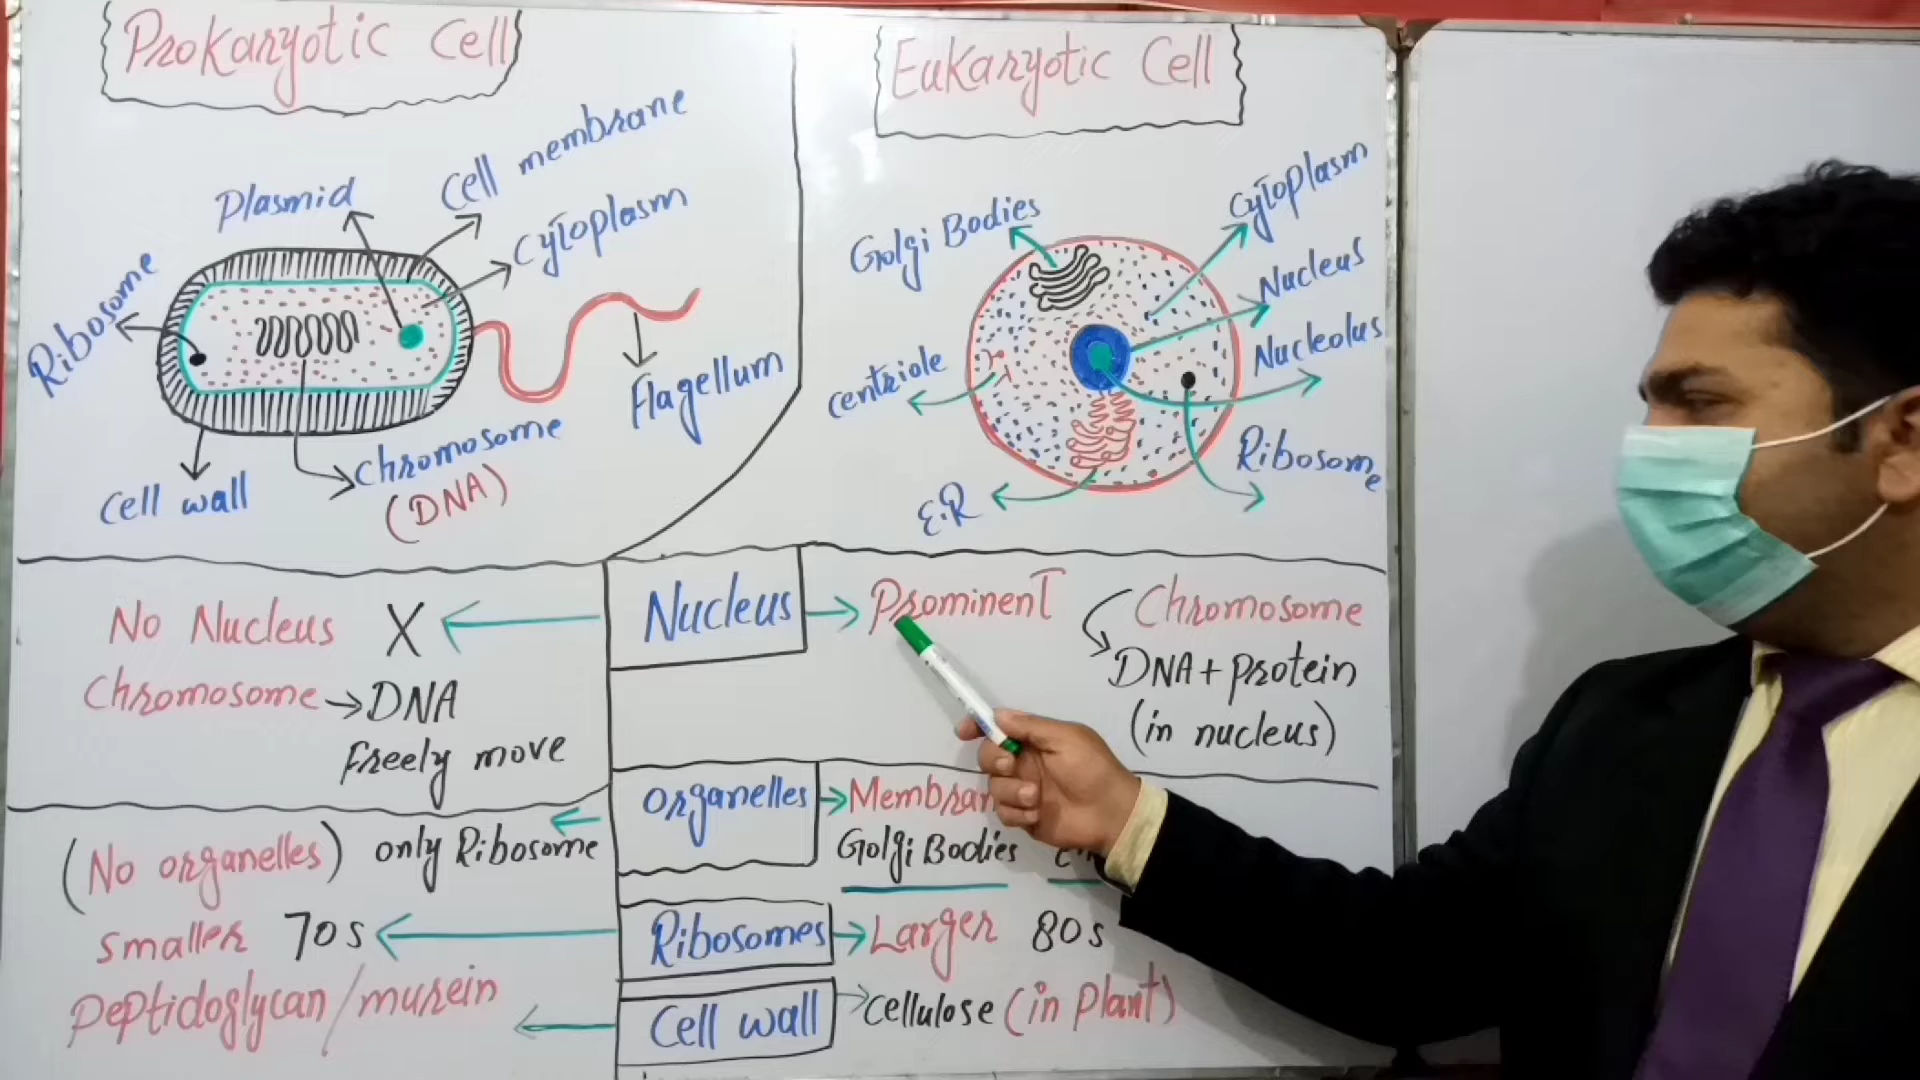 Prokaryotic Cell
Eukaryotic Cell
Plasmid
Cell membrane
Cytoplasm
Ribosome
Flagellum
Cell wall
Chromosome
(DNA)
Golgi Bodies
Cytoplasm
Nucleus
Nucleolus
centriole
Ribosome
E.R
No Nucleus X
Nucleus
Prominent
Chromosome
Chromosome → DNA
DNA + protein
Freely move
(in nucleus)
(No organelles) only Ribosome
organelles
Golgi Bodies
smaller 70s
Ribosomes
Larger 80s
peptidoglycan/murein
Cell wall
cellulose (in plant)